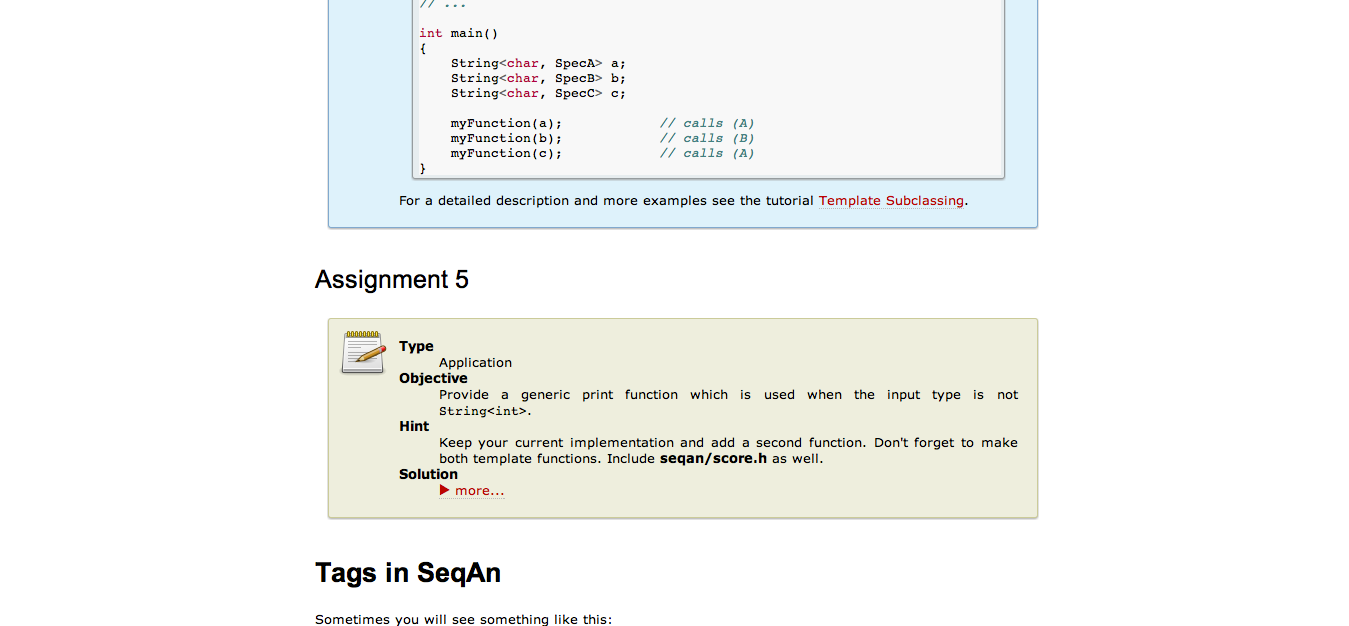 // ...
int main()
{
String<char, SpecA> a;
String<char, SpecB> b;
String<char, SpecC> c;
myFunction(a);             // calls (A)
myFunction(b);             // calls (B)
myFunction(c);             // calls (A)
}
For a detailed description and more examples see the tutorial Template Subclassing.
Assignment 5
Type
Application
Objective
Provide a generic print function which is used when the input type is not
String<int>.
Hint
Keep your current implementation and add a second function. Don't forget to make
both template functions. Include seqan/score.h as well.
Solution
more...
Tags in SeqAn
Sometimes you will see something like this: